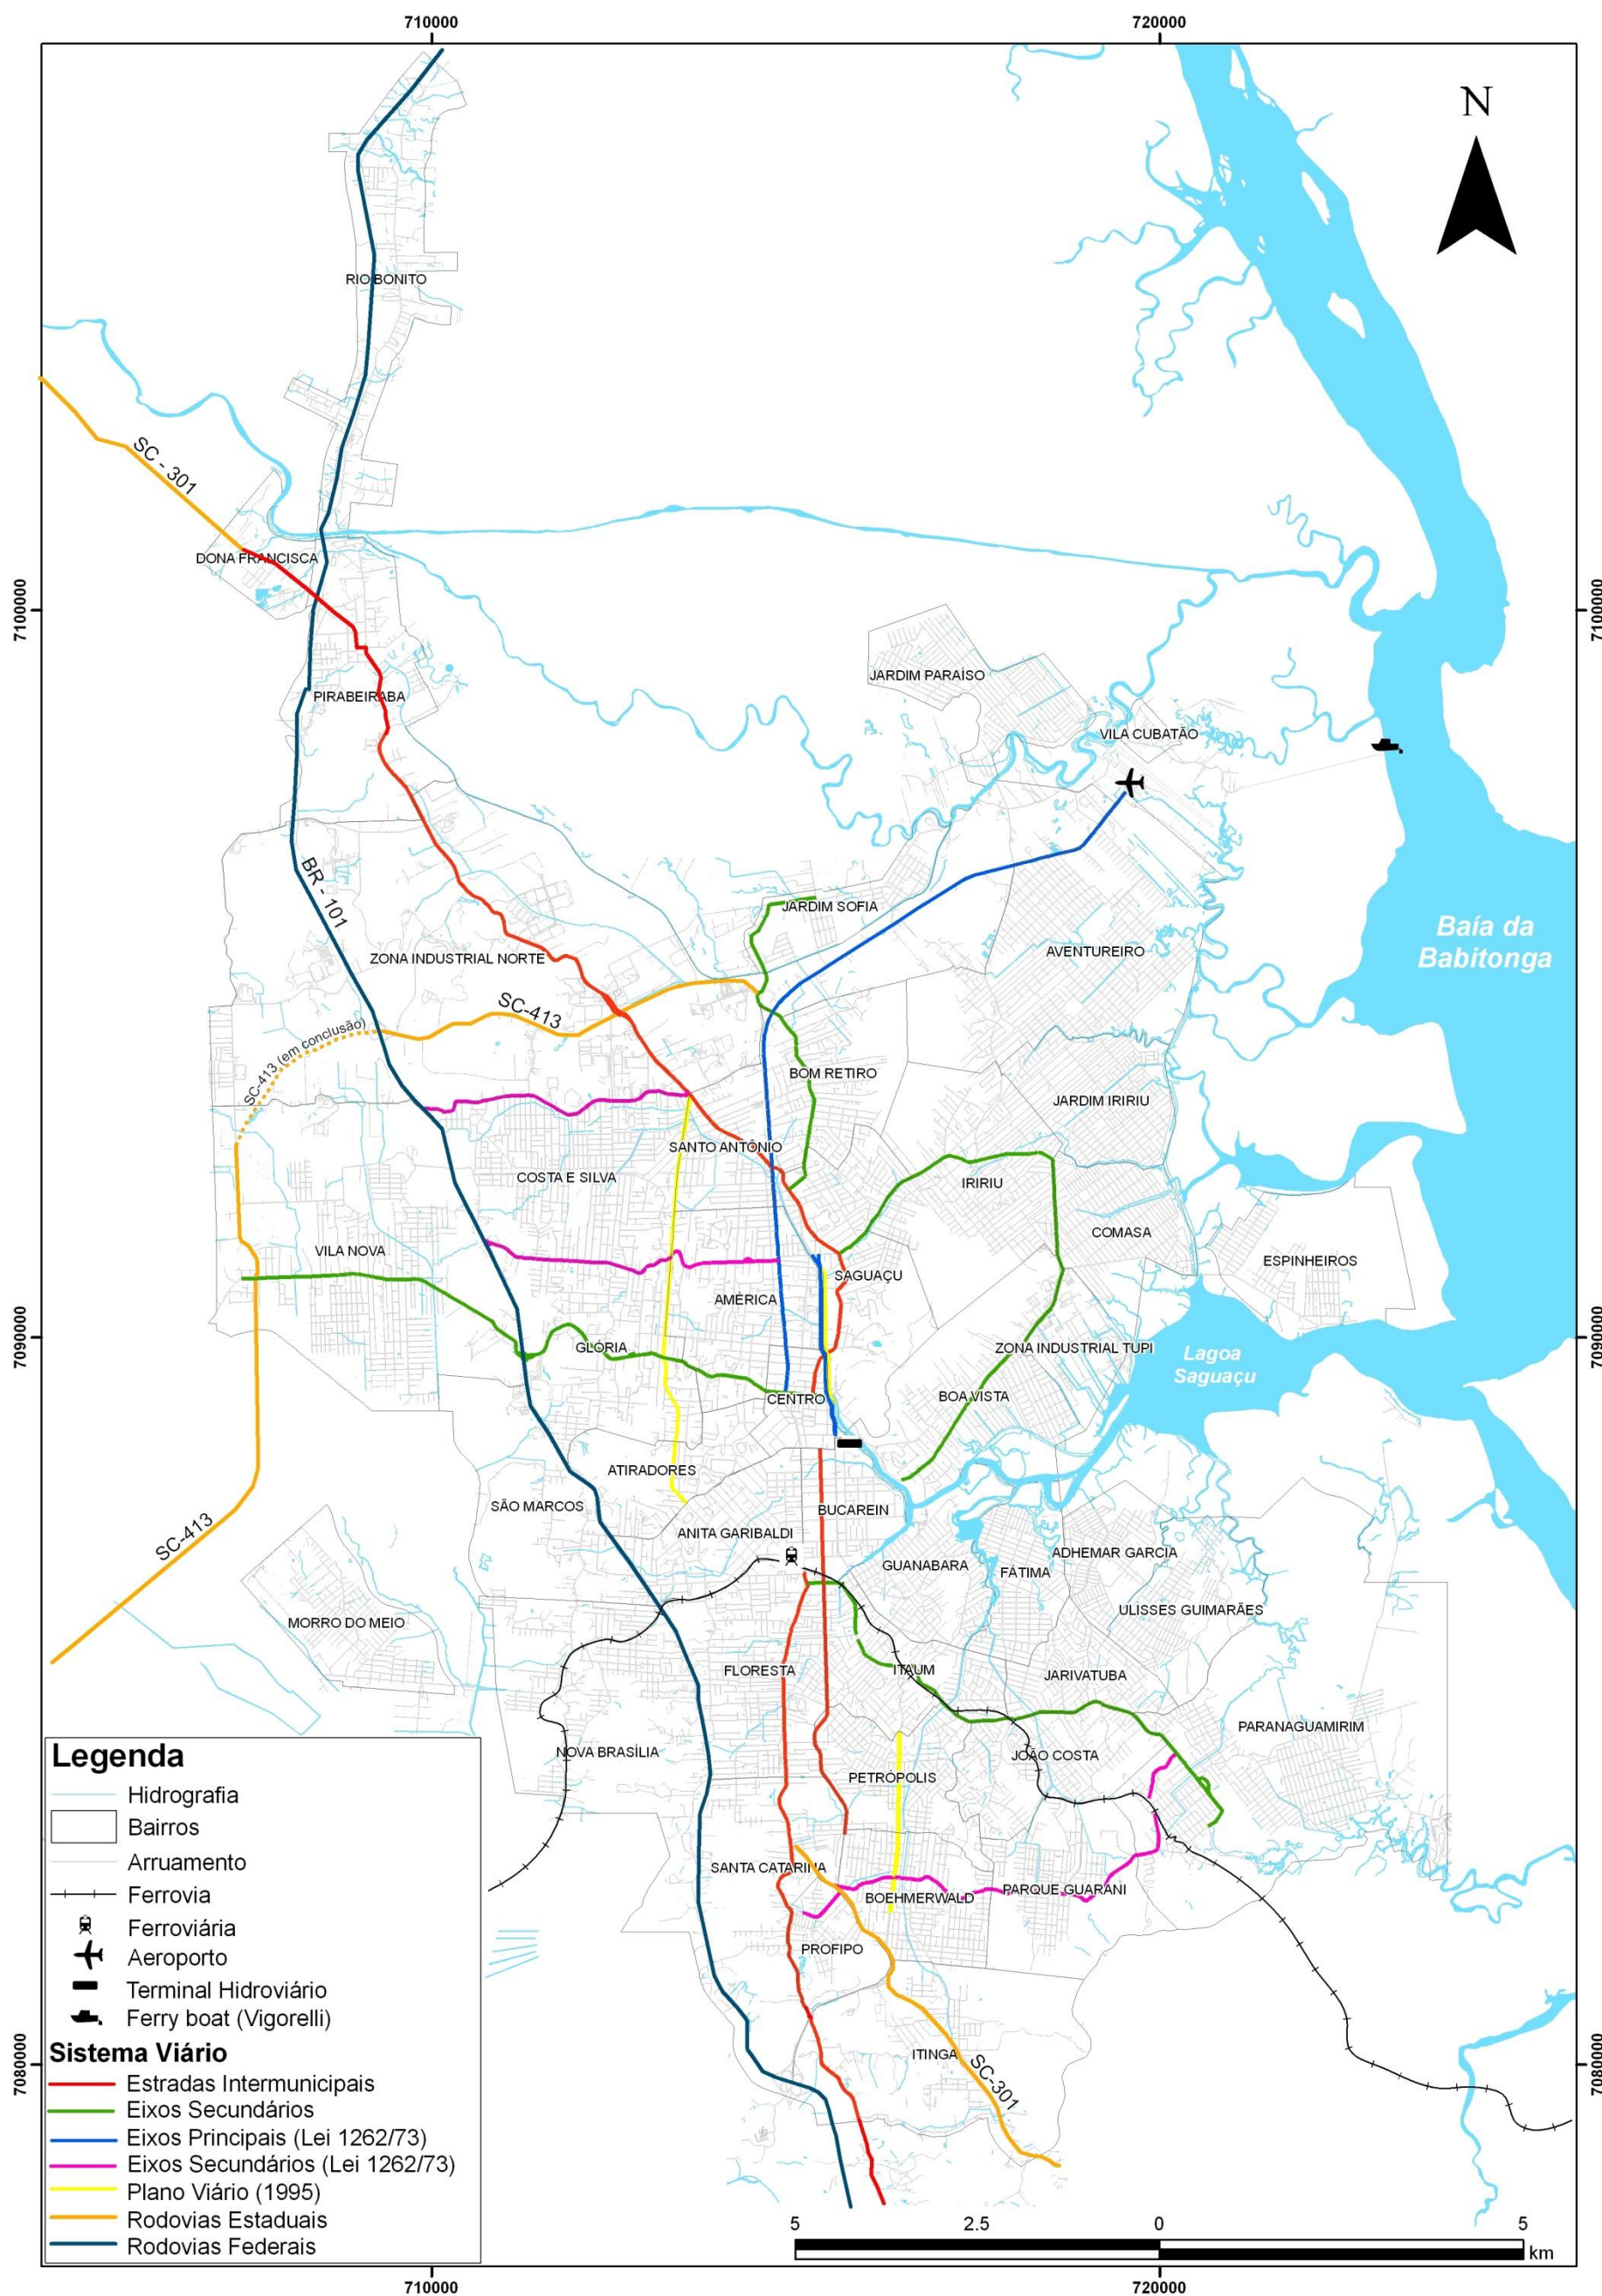 710000
720000
N
RIO BONITO
SC - 301
DONA FRANCISCA
7100000
7100000
JARDIM PARAÍSO
PIRABEIRABA
VILA CUBATÃO
BR - 101
JARDIM SOFIA
Baía da
Babitonga
AVENTUREIRO
ZONA INDUSTRIAL NORTE
SC-413
SC-413 (em conclusão)
BOM RETIRO
JARDIM IRIRIU
SANTO ANTÔNIO
COSTA E SILVA
IRIRIU
COMASA
VILA NOVA
ESPINHEIROS
SAGUAÇU
AMÉRICA
7090000
7090000
GLÓRIA
ZONA INDUSTRIAL TUPI
Lagoa
Saguaçu
CENTRO
BOA VISTA
ATIRADORES
SÃO MARCOS
BUCAREIN
SC-413
ANITA GARIBALDI
ADHEMAR GARCIA
GUANABARA
FÁTIMA
ULISSES GUIMARÃES
MORRO DO MEIO
FLORESTA
ITAUM
JARIVATUBA
PARANAGUAMIRIM
NOVA BRASÍLIA
JOÃO COSTA
PETRÓPOLIS
SANTA CATARINA
BOEHMERWALD
PARQUE GUARANI
PROFIPO
ITINGA
SC-301
7080000
7080000
Legenda
Hidrografia
Bairros
Arruamento
Ferrovia
Ferroviária
Aeroporto
Terminal Hidroviário
Ferry boat (Vigorelli)
Sistema Viário
Estradas Intermunicipais
Eixos Secundários
Eixos Principais (Lei 1262/73)
Eixos Secundários (Lei 1262/73)
Plano Viário (1995)
Rodovias Estaduais
Rodovias Federais
5 2.5 0 5
km
710000
720000